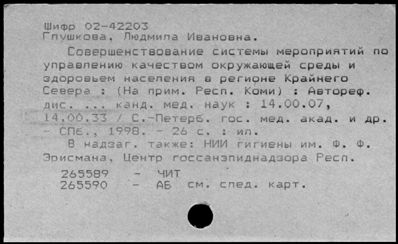 Шифр 02-42203
Глушкова, Людмила Ивановна.
Совершенствование системы мероприятий по
управлению качеством окружающей среды и
здоровьем населения в регионе Крайнего
Севера : (На прим. Респ. Коми) : Автореф.
дис. ... канд. мед. наук : 14.00.07,
14.00.33 / С.-Петерб. гос. мед. акад. и др.
- СПб., 1998. - 26 с. : ил.
В надзаг. также: НИИ гигиены им. Ф. Ф.
Эрисмана, Центр госсанэпиднадзора Респ.
265589 - ЧИТ
265590 - АБ см. след. карт.